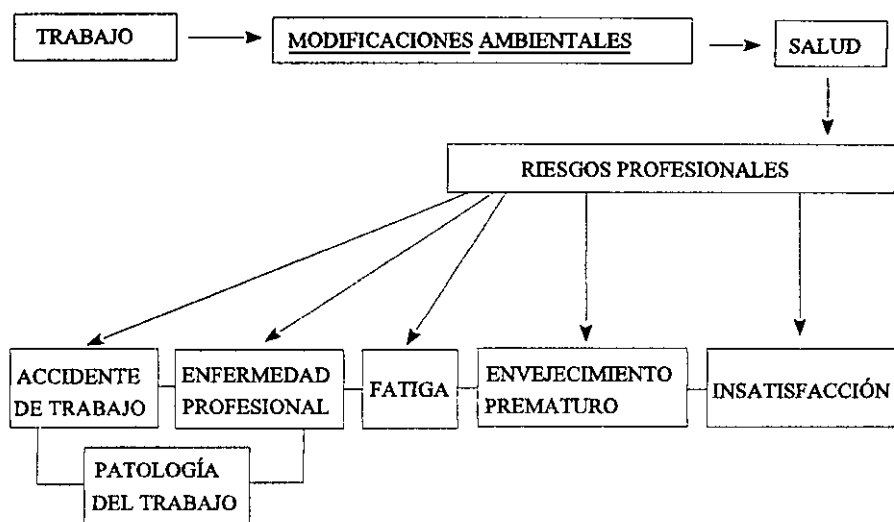 TRABAJO
MODIFICACIONES AMBIENTALES
SALUD
RIESGOS PROFESIONALES
ACCIDENTE
DE TRABAJO
ENFERMEDAD
PROFESIONAL
FATIGA
ENVEJECIMIENTO
PREMATURO
INSATISFACCIÓN
PATOLOGÍA
DEL TRABAJO